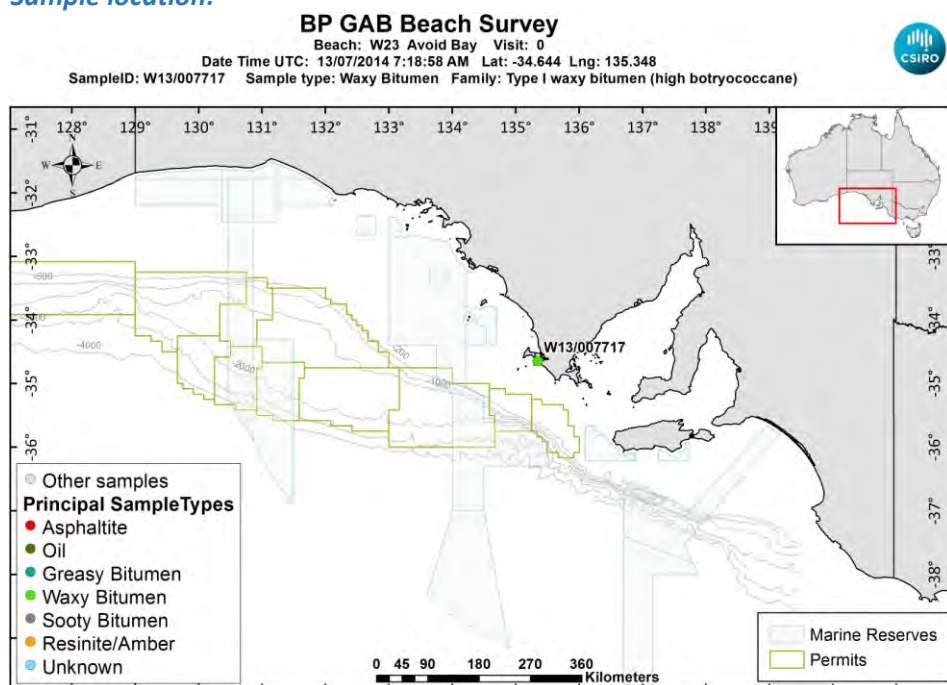 Sample location:
BP GAB Beach Survey
Beach: W23 Avoid Bay Visit: 0
Date Time UTC: 13/07/2014 7:18:58 AM Lat: -34.644 Lng: 135.348
SampleID: W13/007717 Sample type: Waxy Bitumen Family: Type I waxy bitumen (high botryococcane)
CSIRO
128° 129° 130° 131° 132° 133° 134° 135° 136° 137° 138° 139
N
W E
S
-31°
-32°
-33°
-34°
-35°
-36°
-37°
-38°
-33°
-34°
-35°
-36°
-37°
-38°
-200
-1000
-2000
-4000
W13/007717
Other samples
Principal SampleTypes
Asphaltite
Oil
Greasy Bitumen
Waxy Bitumen
Sooty Bitumen
Resinite/Amber
Unknown
0 45 90 180 270 360
Kilometers
Marine Reserves
Permits